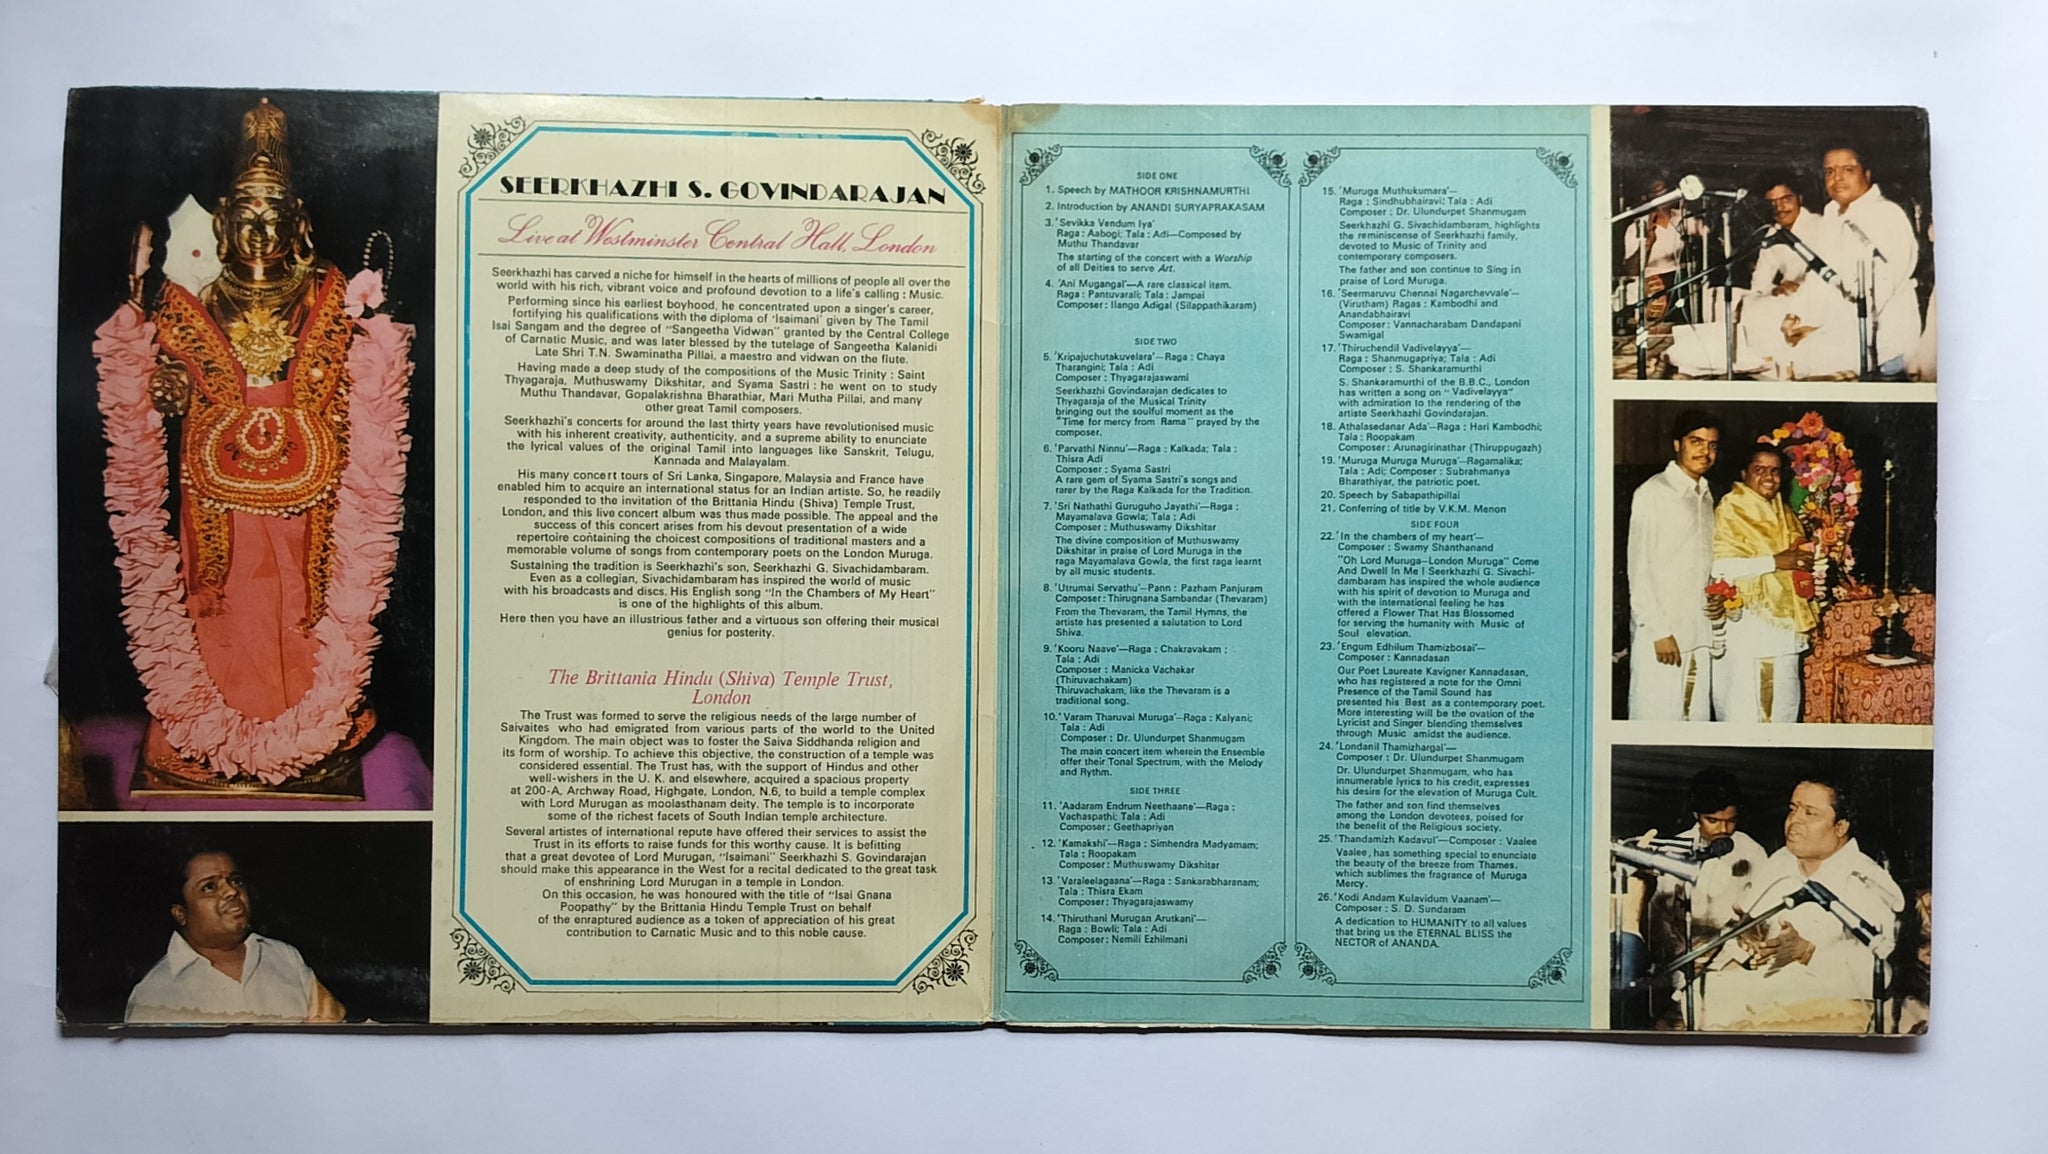 SEERKHAZHI S. GOVINDARAJAN
Live at Westminster Central Hall, London
Seerkhazhi has carved a niche for himself in the hearts of millions of people all over the
world with his rich, vibrant voice and profound devotion to a life's calling : Music.
Performing since his earliest boyhood, he concentrated upon a singer's career,
fortifying his qualifications with the diploma of 'Isaimani' given by The Tamil
Isai Sangam and the degree of "Sangeetha Vidwan" granted by the Central College
of Carnatic Music, and was later blessed by the tutelage of Sangeetha Kalanidi
Late Shri T.N. Swaminatha Pillai, a maestro and vidwan on the flute.
Having made a deep study of the compositions of the Music Trinity : Saint
Thyagaraja, Muthuswamy Dikshitar, and Syama Sastri : he went on to study
Muthu Thandavar, Gopalakrishna Bharathiar, Mari Mutha Pillai, and many
other great Tamil composers.
Seerkhazhi's concerts for around the last thirty years have revolutionised music
with his inherent creativity, authenticity, and a supreme ability to enunciate
the lyrical values of the original Tamil into languages like Sanskrit, Telugu,
Kannada and Malayalam.
His many concert tours of Sri Lanka, Singapore, Malaysia and France have
enabled him to acquire an international status for an Indian artiste. So, he readily
responded to the invitation of the Brittania Hindu (Shiva) Temple Trust,
London, and this live concert album was thus made possible. The appeal and the
success of this concert arises from his devout presentation of a wide
repertoire containing the choicest compositions of traditional masters and a
memorable volume of songs from contemporary poets on the London Muruga.
Sustaining the tradition is Seerkhazhi's son, Seerkhazhi G. Sivachidambaram.
Even as a collegian, Sivachidambaram has inspired the world of music
with his broadcasts and discs. His English song "In the Chambers of My Heart"
is one of the highlights of this album.
Here then you have an illustrious father and a virtuous son offering their musical
genius for posterity.
The Brittania Hindu (Shiva) Temple Trust,
London
The Trust was formed to serve the religious needs of the large number of
Saivaites who had emigrated from various parts of the world to the United
Kingdom. The main object was to foster the Saiva Siddhanda religion and
its form of worship. To achieve this objective, the construction of a temple was
considered essential. The Trust has, with the support of Hindus and other
well-wishers in the U. K. and elsewhere, acquired a spacious property
at 200-A, Archway Road, Highgate, London, N.6, to build a temple complex
with Lord Murugan as moolasthanam deity. The temple is to incorporate
some of the richest facets of South Indian temple architecture.
Several artistes of international repute have offered their services to assist the
Trust in its efforts to raise funds for this worthy cause. It is befitting
that a great devotee of Lord Murugan, "Isaimani" Seerkhazhi S. Govindarajan
should make this appearance in the West for a recital dedicated to the great task
of enshrining Lord Murugan in a temple in London.
On this occasion, he was honoured with the title of "Isai Gnana
Poopathy" by the Brittania Hindu Temple Trust on behalf
of the enraptured audience as a token of appreciation of his great
contribution to Carnatic Music and to this noble cause.
SIDE ONE
1. Speech by MATHOOR KRISHNAMURTHI
2. Introduction by ANANDI SURYAPRAKASAM
3. 'Sevikka Vendum Iya'
Raga : Aabogi; Tala : Adi—Composed by
Muthu Thandavar
The starting of the concert with a Worship
of all Deities to serve Art.
4. 'Ani Mugangal'—A rare classical item.
Raga : Pantuvarali; Tala : Jampai
Composer : Ilango Adigal (Silappathikaram)
SIDE TWO
5. 'Kripajuchutakuvelara'—Raga : Chaya
Tharangini; Tala : Adi
Composer : Thyagarajaswami
Seerkhazhi Govindarajan dedicates to
Thyagaraja of the Musical Trinity
bringing out the soulful moment as the
"Time for mercy from Rama" prayed by the
composer.
6. 'Parvathi Ninnu'—Raga : Kalkada; Tala :
Thisra Adi
Composer : Syama Sastri
A rare gem of Syama Sastri's songs and
rarer by the Raga Kalkada for the Tradition.
7. 'Sri Nathathi Guruguho Jayathi'—Raga :
Mayamalava Gowla; Tala : Adi
Composer : Muthuswamy Dikshitar
The divine composition of Muthuswamy
Dikshitar in praise of Lord Muruga in the
raga Mayamalava Gowla, the first raga learnt
by all music students.
8. 'Utrumai Servathu'—Pann : Pazham Panjuram
Composer : Thirugnana Sambandar (Thevaram)
From the Thevaram, the Tamil Hymns, the
artiste has presented a salutation to Lord
Shiva.
9. 'Kooru Naave'—Raga : Chakravakam ;
Tala : Adi
Composer : Manicka Vachakar
(Thiruvachakam)
Thiruvachakam, like the Thevaram is a
traditional song.
10. 'Varam Tharuvai Muruga'—Raga : Kalyani;
Tala : Adi
Composer : Dr. Ulundurpet Shanmugam
The main concert item wherein the Ensemble
offer their Tonal Spectrum, with the Melody
and Rythm.
SIDE THREE
11. 'Aadaram Endrum Neethaane'—Raga :
Vachaspathi; Tala : Adi
Composer : Geethapriyan
12. 'Kamakshi'—Raga : Simhendra Madyamam;
Tala : Roopakam
Composer : Muthuswamy Dikshitar
13. 'Varaleelagaana'—Raga : Sankarabharanam;
Tala : Thisra Ekam
Composer : Thyagarajaswamy
14. 'Thiruthani Murugan Arutkani'—
Raga : Bowli; Tala : Adi
Composer : Nemili Ezhilmani
15. 'Muruga Muthukumara'—
Raga : Sindhubhairavi; Tala : Adi
Composer : Dr. Ulundurpet Shanmugam
Seerkhazhi G. Sivachidambaram, highlights
the reminiscense of Seerkhazhi family,
devoted to Music of Trinity and
contemporary composers.
The father and son continue to Sing in
praise of Lord Muruga.
16. 'Seermaruvu Chennai Nagarchevvale'—
(Virutham) Ragas : Kambodhi and
Anandabhairavi
Composer : Vannacharabam Dandapani
Swamigal
17. 'Thiruchendil Vadivelayya'—
Raga : Shanmugapriya; Tala : Adi
Composer : S. Shankaramurthi
S. Shankaramurthi of the B.B.C., London
has written a song on "Vadivelayya"
with admiration to the rendering of the
artiste Seerkhazhi Govindarajan.
18. Athalasedanar Ada'—Raga : Hari Kambodhi;
Tala : Roopakam
Composer : Arunagirinathar (Thiruppugazh)
19. 'Muruga Muruga Muruga'—Ragamalika;
Tala : Adi; Composer : Subrahmanya
Bharathiyar, the patriotic poet.
20. Speech by Sabapathipillai
21. Conferring of title by V.K.M. Menon
SIDE FOUR
22. 'In the chambers of my heart'—
Composer : Swamy Shanthanand
"Oh Lord Muruga—London Muruga" Come
And Dwell In Me ! Seerkhazhi G. Sivachi-
dambaram has inspired the whole audience
with his spirit of devotion to Muruga and
with the international feeling he has
offered a Flower That Has Blossomed
for serving the humanity with Music of
Soul elevation.
23. 'Engum Edhilum Thamizbosai'—
Composer : Kannadasan
Our Poet Laureate Kavigner Kannadasan,
who has registered a note for the Omni
Presence of the Tamil Sound has
presented his Best as a contemporary poet.
More interesting will be the ovation of the
Lyricist and Singer blending themselves
through Music amidst the audience.
24. 'Londanil Thamizhargal'—
Composer : Dr. Ulundurpet Shanmugam
Dr. Ulundurpet Shanmugam, who has
innumerable lyrics to his credit, expresses
his desire for the elevation of Muruga Cult.
The father and son find themselves
among the London devotees, poised for
the benefit of the Religious society.
25. 'Thandamizh Kadavul'—Composer : Vaalee
Vaalee, has something special to enunciate
the beauty of the breeze from Thames,
which sublimes the fragrance of Muruga
Mercy.
26. 'Kodi Andam Kulavidum Vaanam'—
Composer : S. D. Sundaram
A dedication to HUMANITY to all values
that bring us the ETERNAL BLISS the
NECTOR of ANANDA.